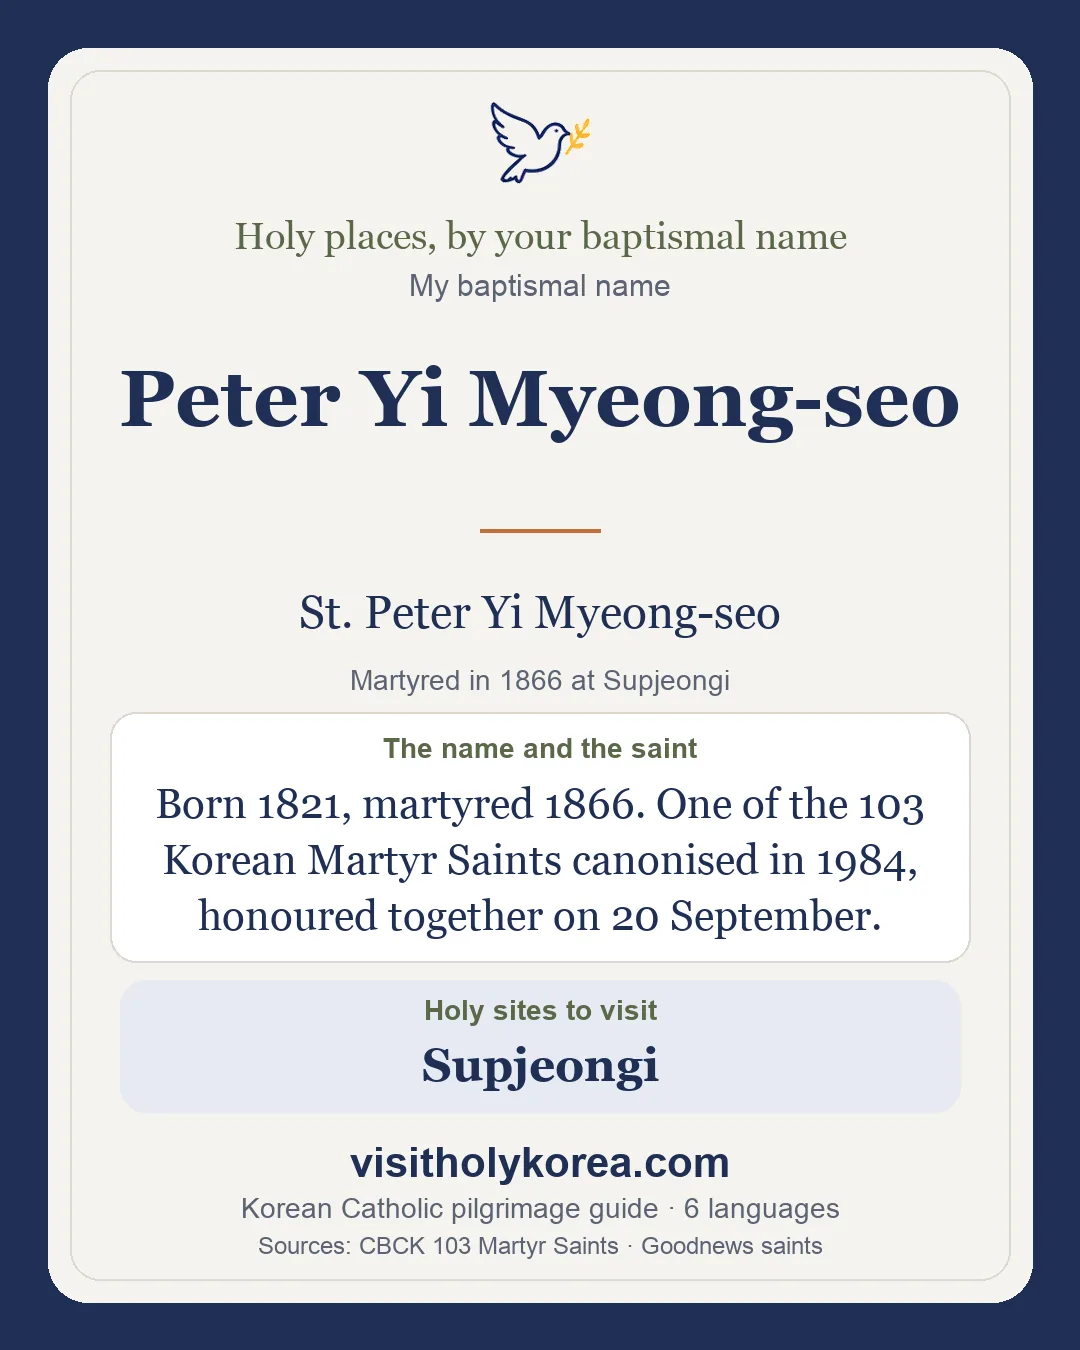 Holy places, by your baptismal name
My baptismal name
Peter Yi Myeong-seo
St. Peter Yi Myeong-seo
Martyred in 1866 at Supjeongi
The name and the saint
Born 1821, martyred 1866. One of the 103
Korean Martyr Saints canonised in 1984,
honoured together on 20 September.
Holy sites to visit
Supjeongi
visitholykorea.com
Korean Catholic pilgrimage guide · 6 languages
Sources: CBCK 103 Martyr Saints · Goodnews saints